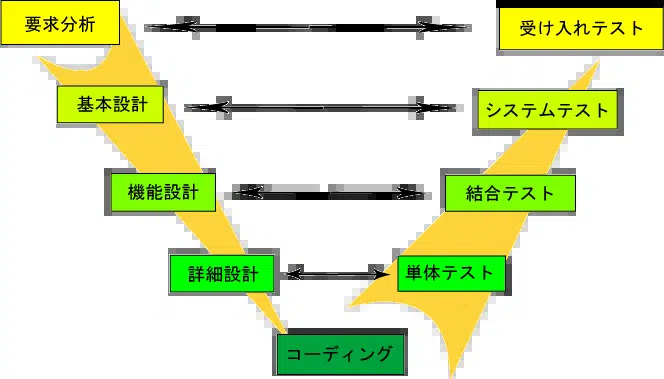 要求分析
受け入れテスト
基本設計
システムテスト
機能設計
結合テスト
詳細設計
単体テスト
コーディング